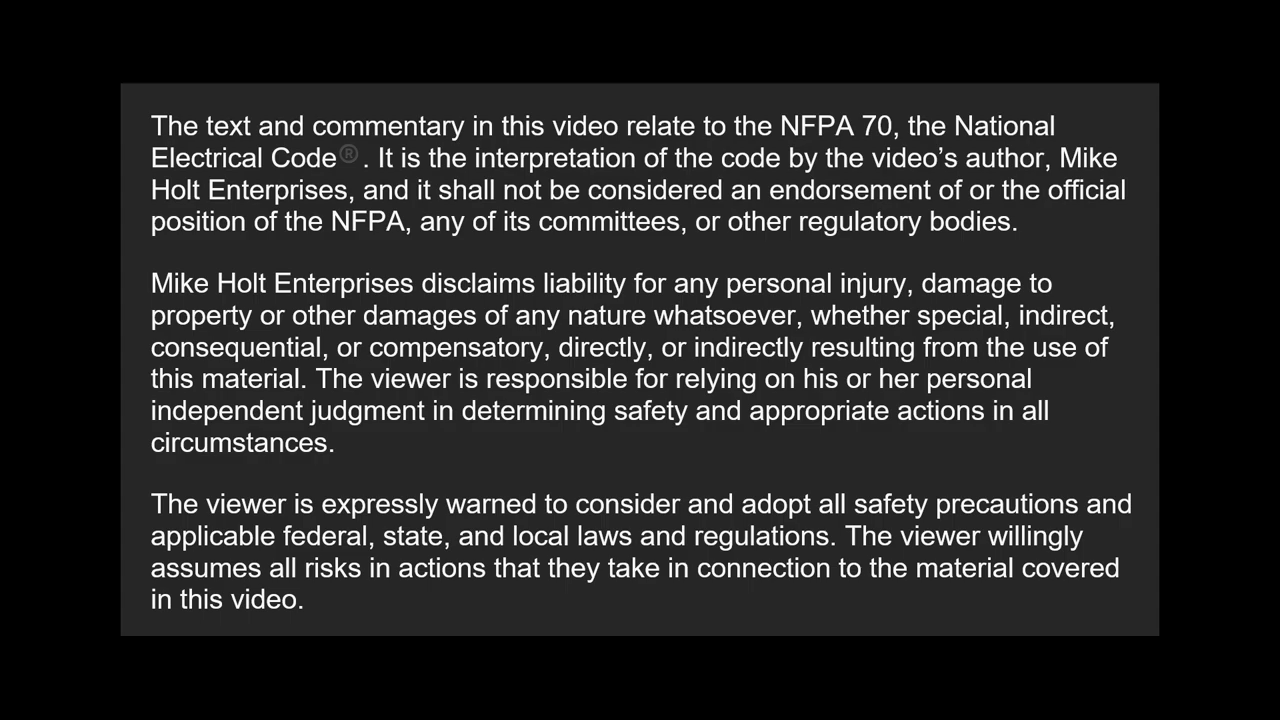 The text and commentary in this video relate to the NFPA 70, the National
Electrical Code®. It is the interpretation of the code by the video’s author, Mike
Holt Enterprises, and it shall not be considered an endorsement of or the official
position of the NFPA, any of its committees, or other regulatory bodies.
Mike Holt Enterprises disclaims liability for any personal injury, damage to
property or other damages of any nature whatsoever, whether special, indirect,
consequential, or compensatory, directly, or indirectly resulting from the use of
this material. The viewer is responsible for relying on his or her personal
independent judgment in determining safety and appropriate actions in all
circumstances.
The viewer is expressly warned to consider and adopt all safety precautions and
applicable federal, state, and local laws and regulations. The viewer willingly
assumes all risks in actions that they take in connection to the material covered
in this video.